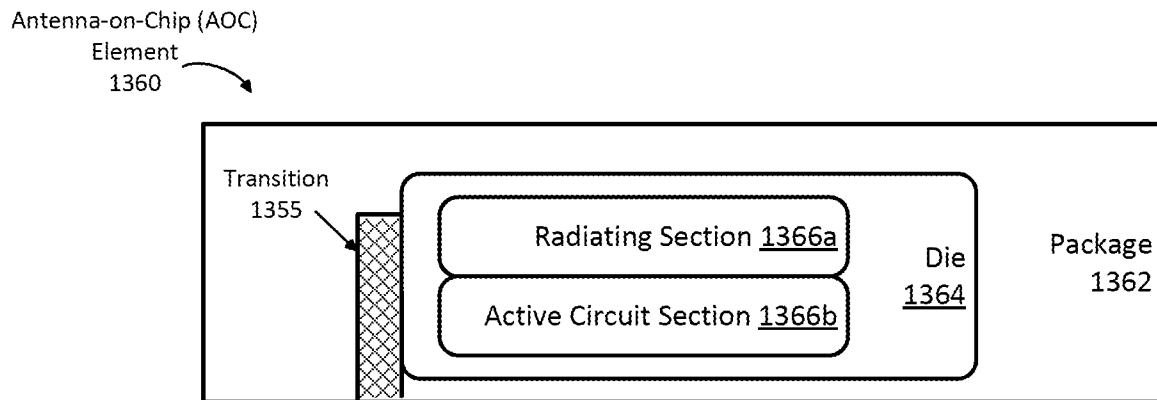 Antenna-on-Chip (AOC)
Element
1360
Transition
1355
Radiating Section 1366a
Active Circuit Section 1366b
Die
1364
Package
1362